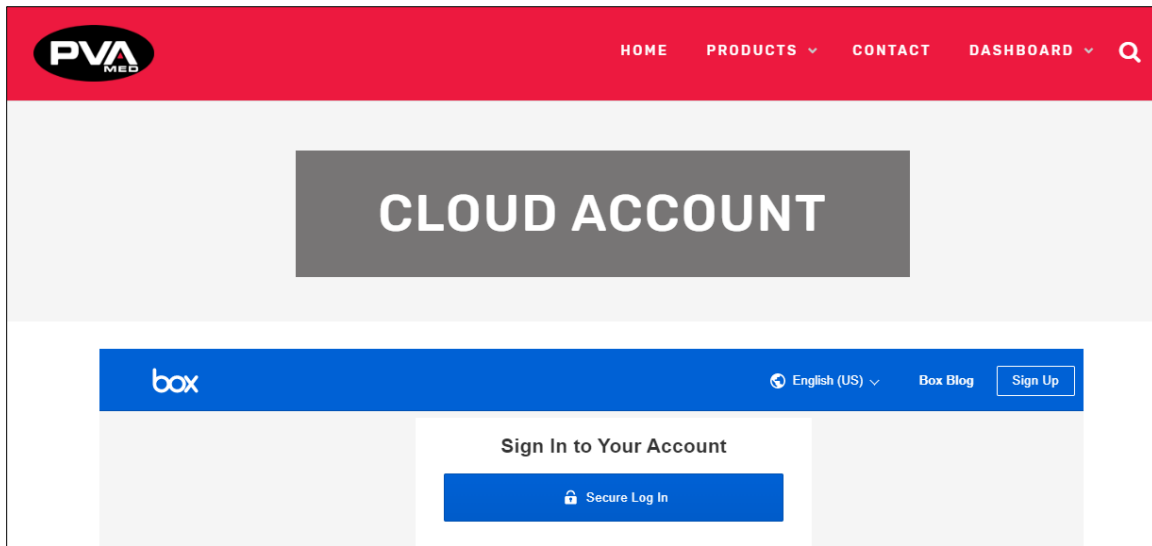 PVA
MED
HOME PRODUCTS CONTACT DASHBOARD
CLOUD ACCOUNT
box
English (US) Box Blog Sign Up
Sign In to Your Account
Secure Log In